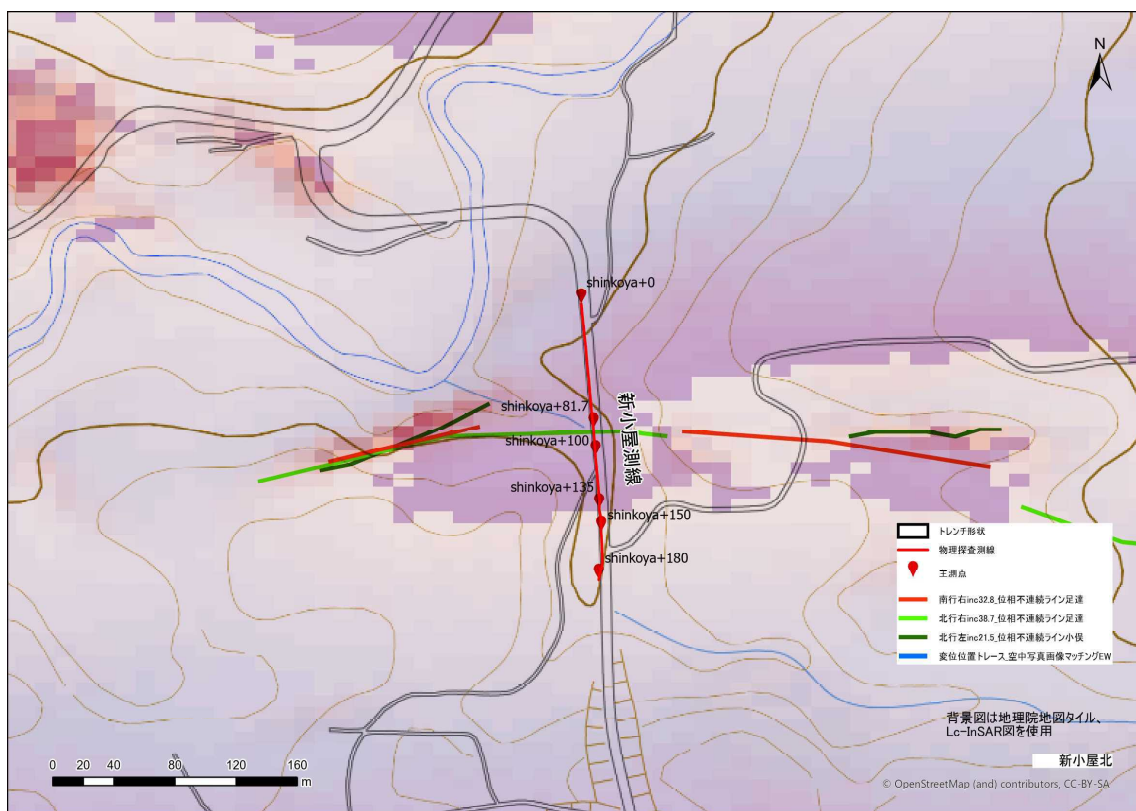 N
shinkoya+0
shinkoya+81.7
新小屋測線
shinkoya+100
shinkoya+135
shinkoya+150
shinkoya+180
トレンチ形状
物理探査測線
王測点
南行右inc32.8_位相不連続ライン足達
北行右inc38.7_位相不連続ライン足達
北行左inc21.5_位相不連続ライン小俣
変位位置トレース_空中写真画像マッチングEW
背景図は地理院地図タイル、
Lc-InSAR図を使用
新小屋北
0 20 40 80 120 160
m
© OpenStreetMap (and) contributors, CC-BY-SA